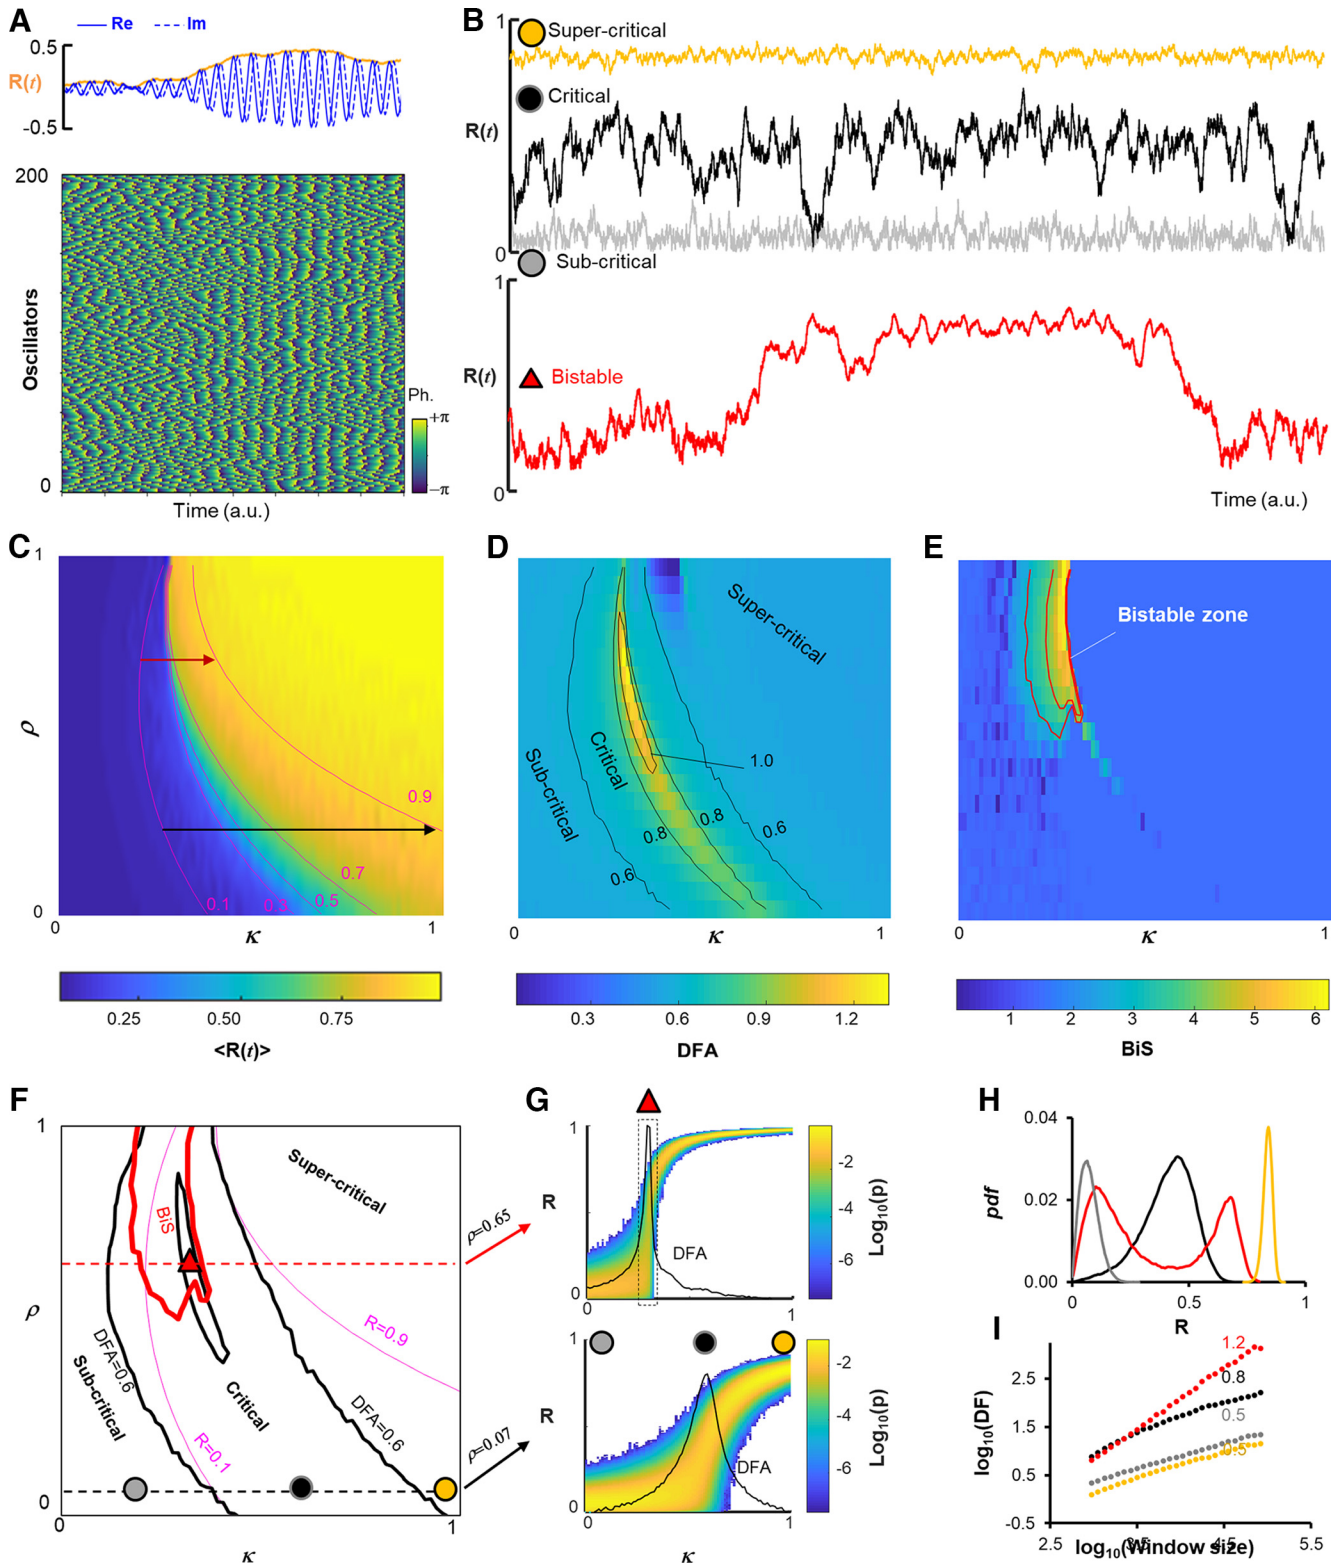 A
Re
Im
0.5
R(t)
-0.5
200
Oscillators
0
Ph.
+π
−π
Time (a.u.)
B
1
Super-critical
Critical
R(t)
0
Sub-critical
1
R(t)
Bistable
0
Time (a.u.)
C
1
ρ
0.9
0.7
0.5
0.3
0.1
0
0
κ
1
0.25
0.50
0.75
<R(t)>
D
Super-critical
Critical
Sub-critical
1.0
0.8
0.8
0.6
0.6
0
κ
1
0.3
0.6
0.9
1.2
DFA
E
Bistable zone
0
κ
1
1
2
3
4
5
6
BiS
F
1
Super-critical
BiS
ρ
R=0.9
DFA=0.6
Sub-critical
Critical
DFA=0.6
R=0.1
0
0
κ
1
ρ=0.65
ρ=0.07
G
1
R
DFA
0
0
1
-2
-4
-6
Log10(p)
1
R
DFA
0
0
κ
1
-2
-4
-6
Log10(p)
H
0.04
pdf
0.02
0.00
0
0.5
1
R
I
1.2
0.8
0.5
0.5
2.5
1.5
0.5
-0.5
log10(DF)
2.5
3.5
4.5
5.5
log10(Window size)